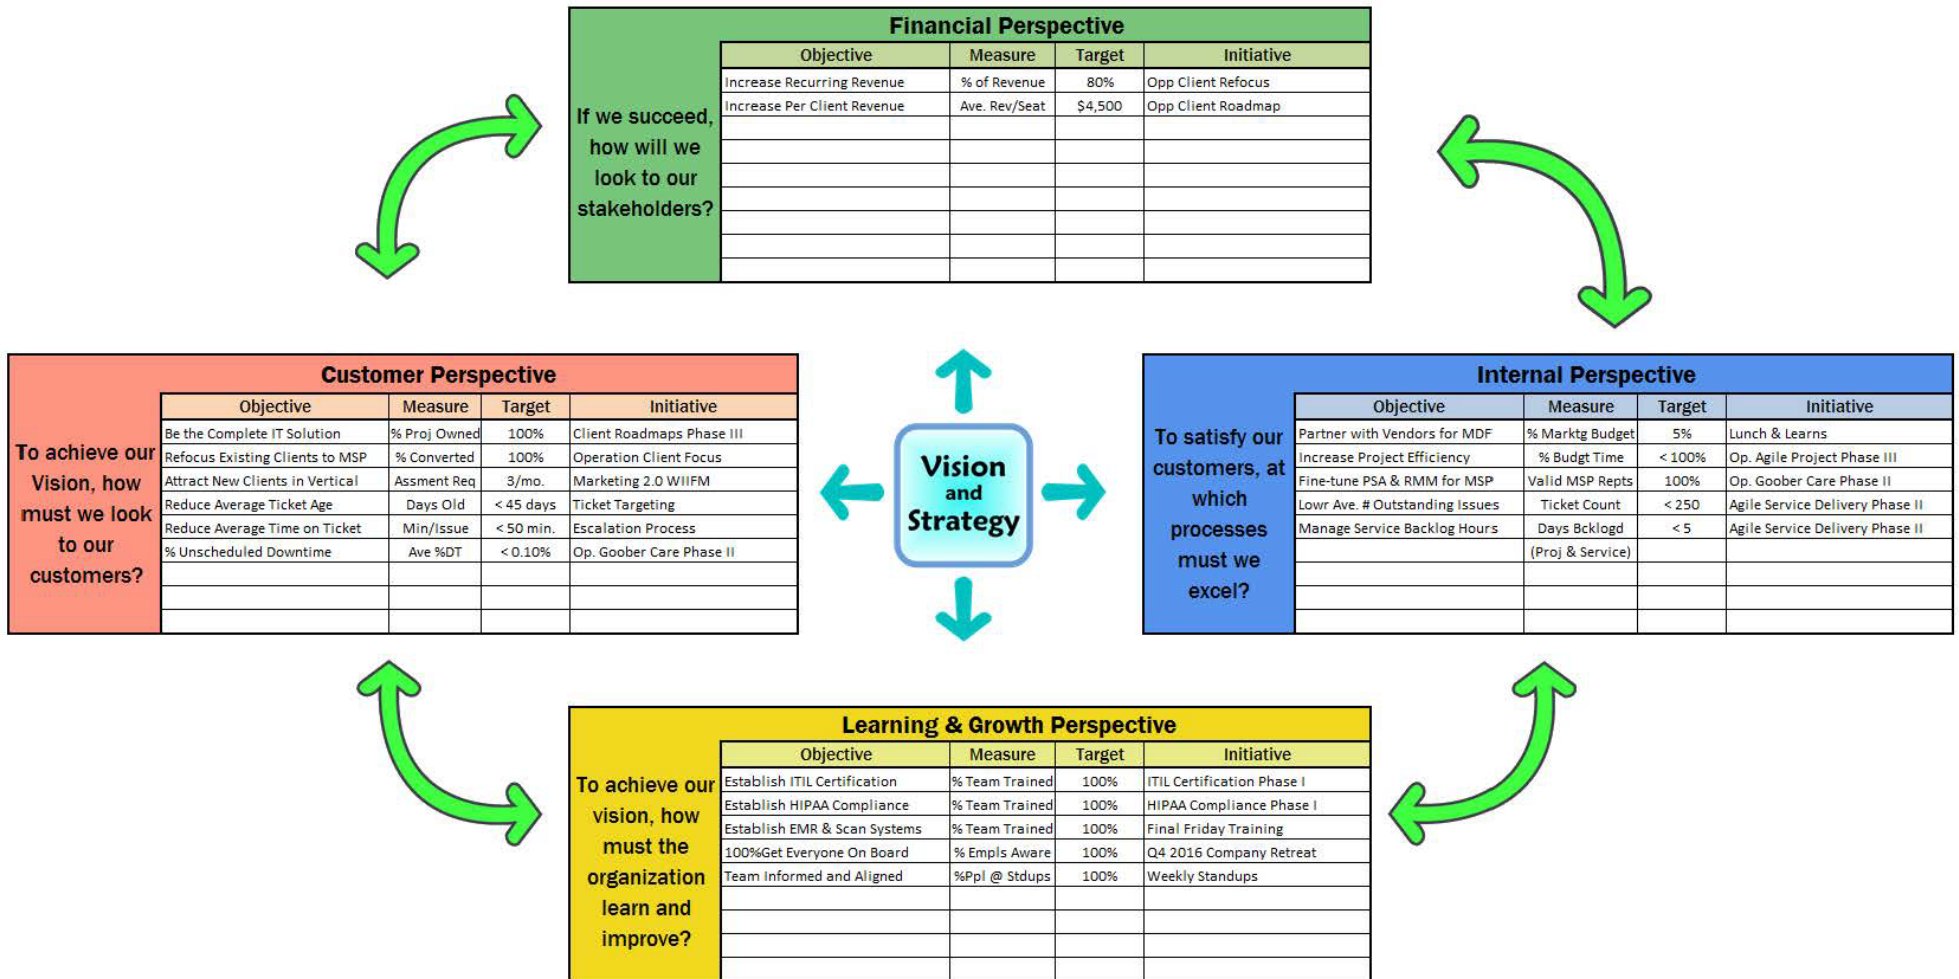 Financial Perspective
If we succeed,
how will we
look to our
stakeholders?
Objective Measure Target Initiative
Increase Recurring Revenue % of Revenue 80% Opp Client Refocus
Increase Per Client Revenue Ave. Rev/Seat $4,500 Opp Client Roadmap
Customer Perspective
To achieve our
Vision, how
must we look
to our
customers?
Objective Measure Target Initiative
Be the Complete IT Solution % Proj Owned 100% Client Roadmaps Phase III
Refocus Existing Clients to MSP % Converted 100% Operation Client Focus
Attract New Clients in Vertical Assment Req 3/mo. Marketing 2.0 WIIFM
Reduce Average Ticket Age Days Old < 45 days Ticket Targeting
Reduce Average Time on Ticket Min/Issue < 50 min. Escalation Process
% Unscheduled Downtime Ave %DT < 0.10% Op. Goober Care Phase II
Vision
and
Strategy
Internal Perspective
To satisfy our
customers, at
which
processes
must we
excel?
Objective Measure Target Initiative
Partner with Vendors for MDF % Marktg Budget 5% Lunch & Learns
Increase Project Efficiency % Budgt Time < 100% Op. Agile Project Phase III
Fine-tune PSA & RMM for MSP Valid MSP Repts 100% Op. Goober Care Phase II
Lowr Ave. # Outstanding Issues Ticket Count < 250 Agile Service Delivery Phase II
Manage Service Backlog Hours Days Bcklogd < 5 Agile Service Delivery Phase II
(Proj & Service)
Learning & Growth Perspective
To achieve our
vision, how
must the
organization
learn and
improve?
Objective Measure Target Initiative
Establish ITIL Certification % Team Trained 100% ITIL Certification Phase I
Establish HIPAA Compliance % Team Trained 100% HIPAA Compliance Phase I
Establish EMR & Scan Systems % Team Trained 100% Final Friday Training
100%Get Everyone On Board % Empls Aware 100% Q4 2016 Company Retreat
Team Informed and Aligned %Ppl @ Stdups 100% Weekly Standups